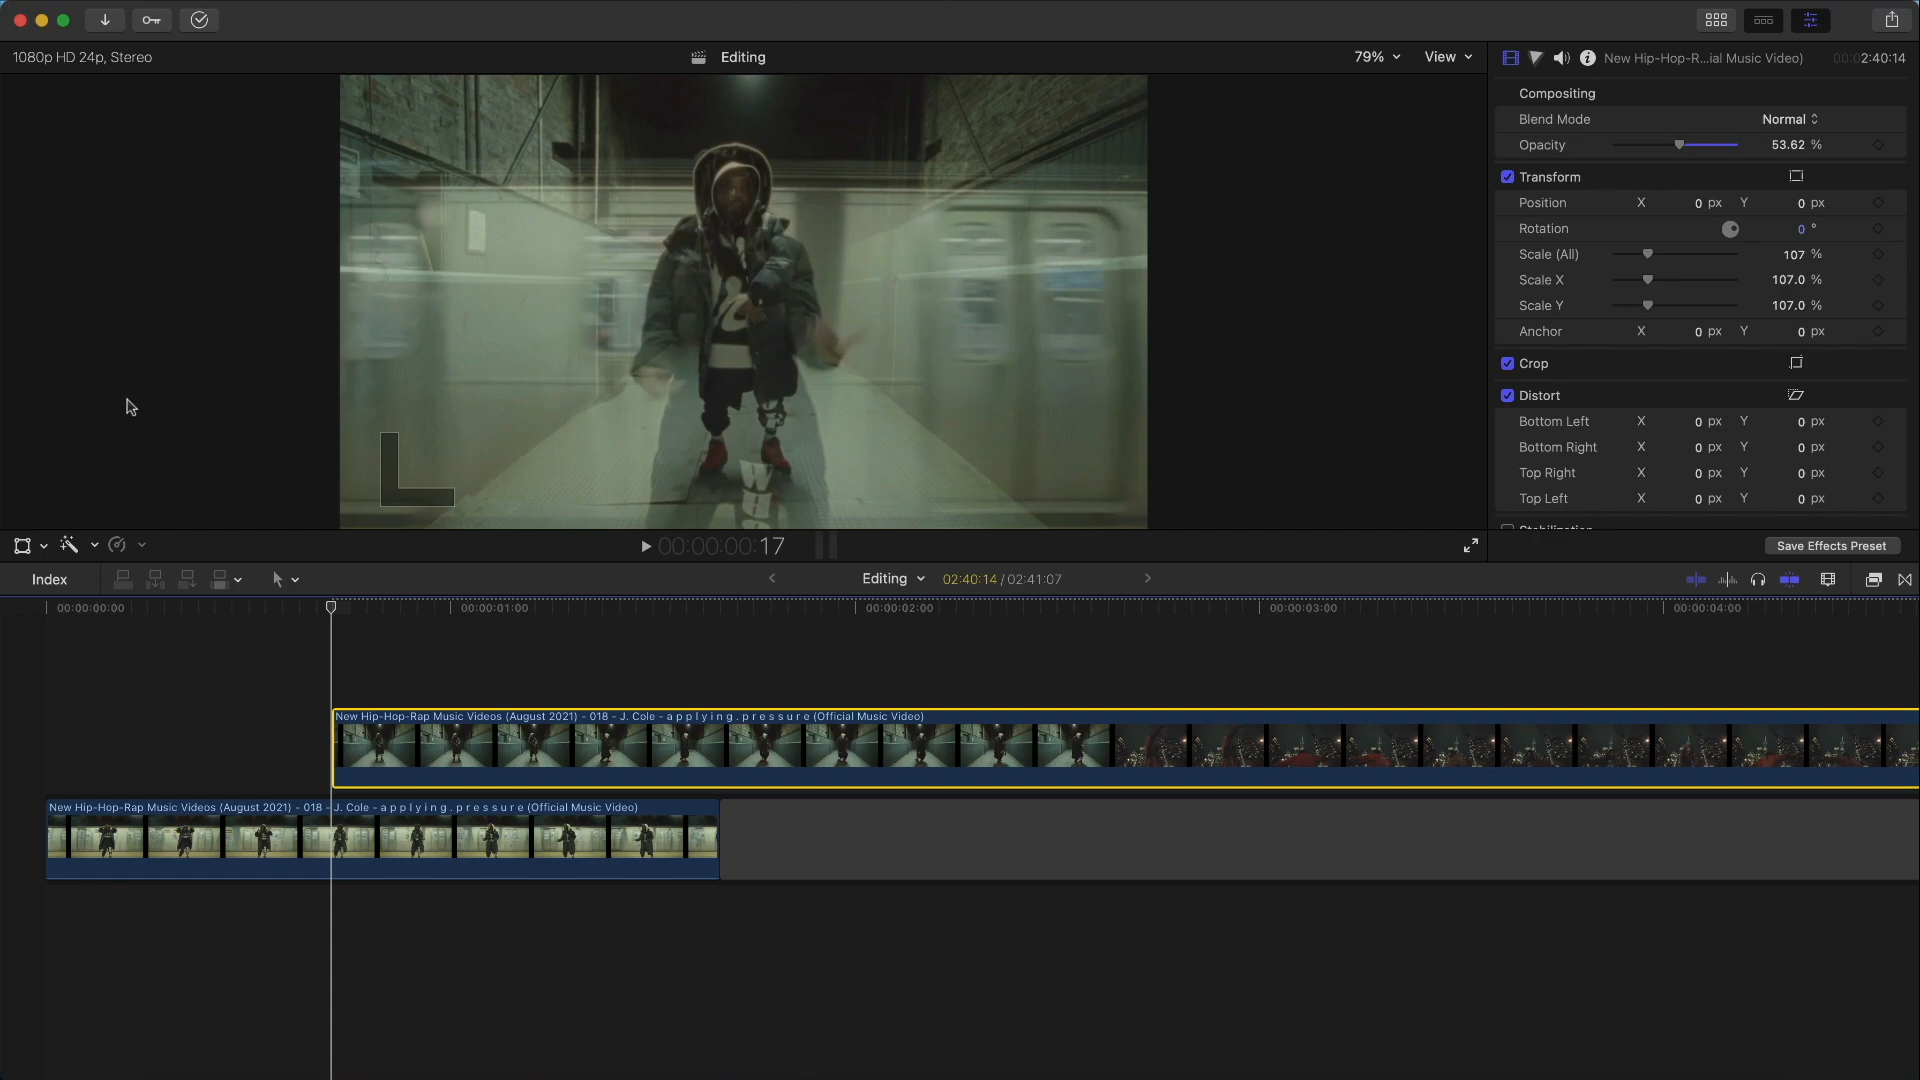 1080p HD 24p, Stereo
Editing
79%
View
New Hip-Hop-R...ial Music Video)
00:02:40:14
Compositing
Blend Mode
Normal
Opacity
53.62 %
Transform
Position X 0 px Y 0 px
Rotation 0 °
Scale (All) 107 %
Scale X 107.0 %
Scale Y 107.0 %
Anchor X 0 px Y 0 px
Crop
Distort
Bottom Left X 0 px Y 0 px
Bottom Right X 0 px Y 0 px
Top Right X 0 px Y 0 px
Top Left X 0 px Y 0 px
Stabilization
00:00:00:17
Save Effects Preset
Index
Editing
02:40:14 / 02:41:07
00:00:00:00
00:00:01:00
00:00:02:00
00:00:03:00
00:00:04:00
New Hip-Hop-Rap Music Videos (August 2021) - 018 - J. Cole - a p p l y i n g . p r e s s u r e (Official Music Video)
New Hip-Hop-Rap Music Videos (August 2021) - 018 - J. Cole - a p p l y i n g . p r e s s u r e (Official Music Video)